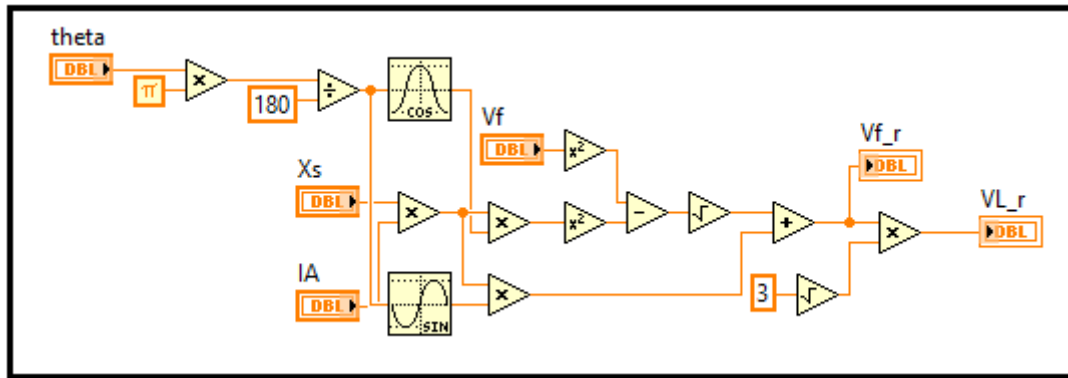 theta
DBL
π
×
180
÷
COS
Vf
DBL
x²
Vf_r
DBL
Xs
DBL
×
×
x²
−
√
+
VL_r
DBL
×
IA
DBL
SIN
×
3
√